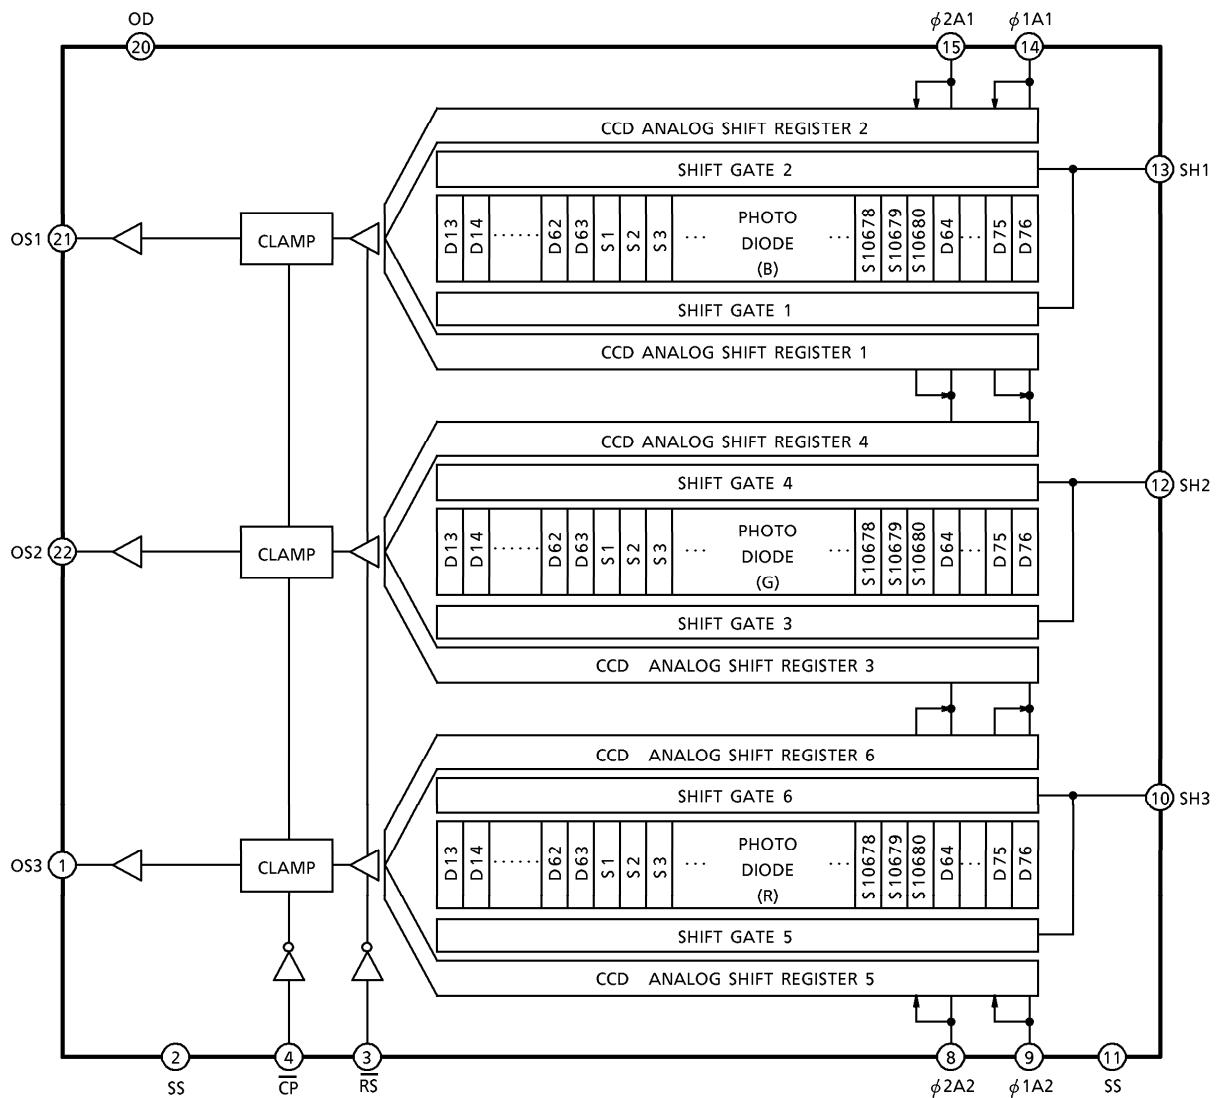 OD
φ2A1 φ1A1
20 15 14
CCD ANALOG SHIFT REGISTER 2
SHIFT GATE 2
13 SH1
OS1 21
CLAMP
D13 D14 ...... D62 D63 S1 S2 S3 ... PHOTO DIODE (B) ... S10678 S10679 S10680 D64 ... D75 D76
SHIFT GATE 1
CCD ANALOG SHIFT REGISTER 1
CCD ANALOG SHIFT REGISTER 4
SHIFT GATE 4
12 SH2
OS2 22
CLAMP
D13 D14 ...... D62 D63 S1 S2 S3 ... PHOTO DIODE (G) ... S10678 S10679 S10680 D64 ... D75 D76
SHIFT GATE 3
CCD ANALOG SHIFT REGISTER 3
CCD ANALOG SHIFT REGISTER 6
SHIFT GATE 6
10 SH3
OS3 1
CLAMP
D13 D14 ...... D62 D63 S1 S2 S3 ... PHOTO DIODE (R) ... S10678 S10679 S10680 D64 ... D75 D76
SHIFT GATE 5
CCD ANALOG SHIFT REGISTER 5
2 4 3 8 9 11
SS C̅P̅ R̅S̅ φ2A2 φ1A2 SS